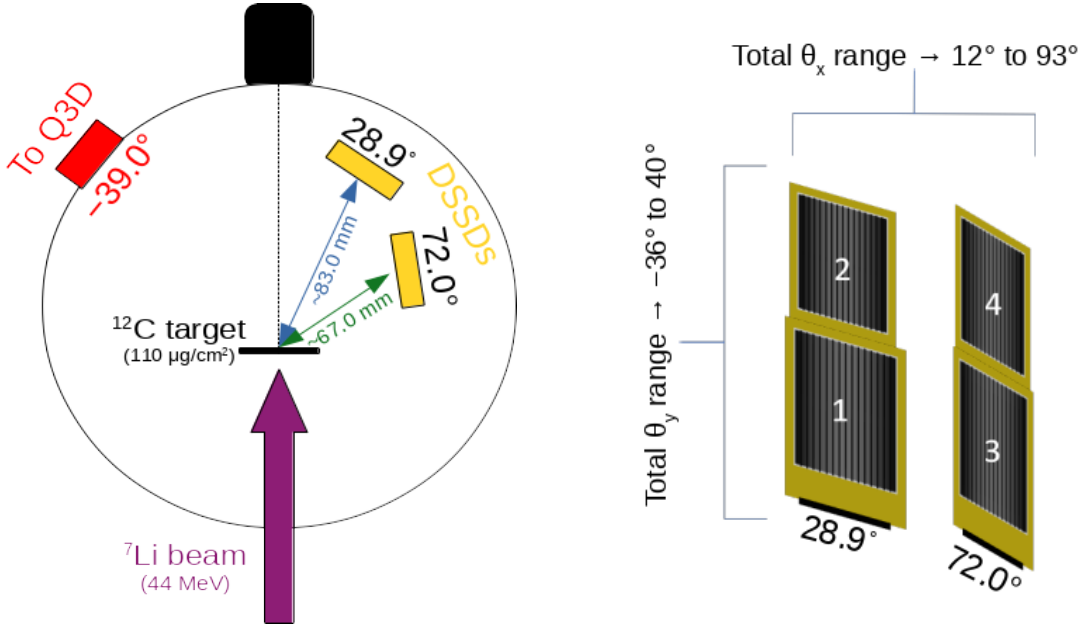 To Q3D
−39.0°
28.9°
DSSDs
72.0°
~83.0 mm
~67.0 mm
¹²C target
(110 μg/cm²)
⁷Li beam
(44 MeV)
Total θₓ range → 12° to 93°
Total θᵧ range → −36° to 40°
2
4
1
3
28.9°
72.0°